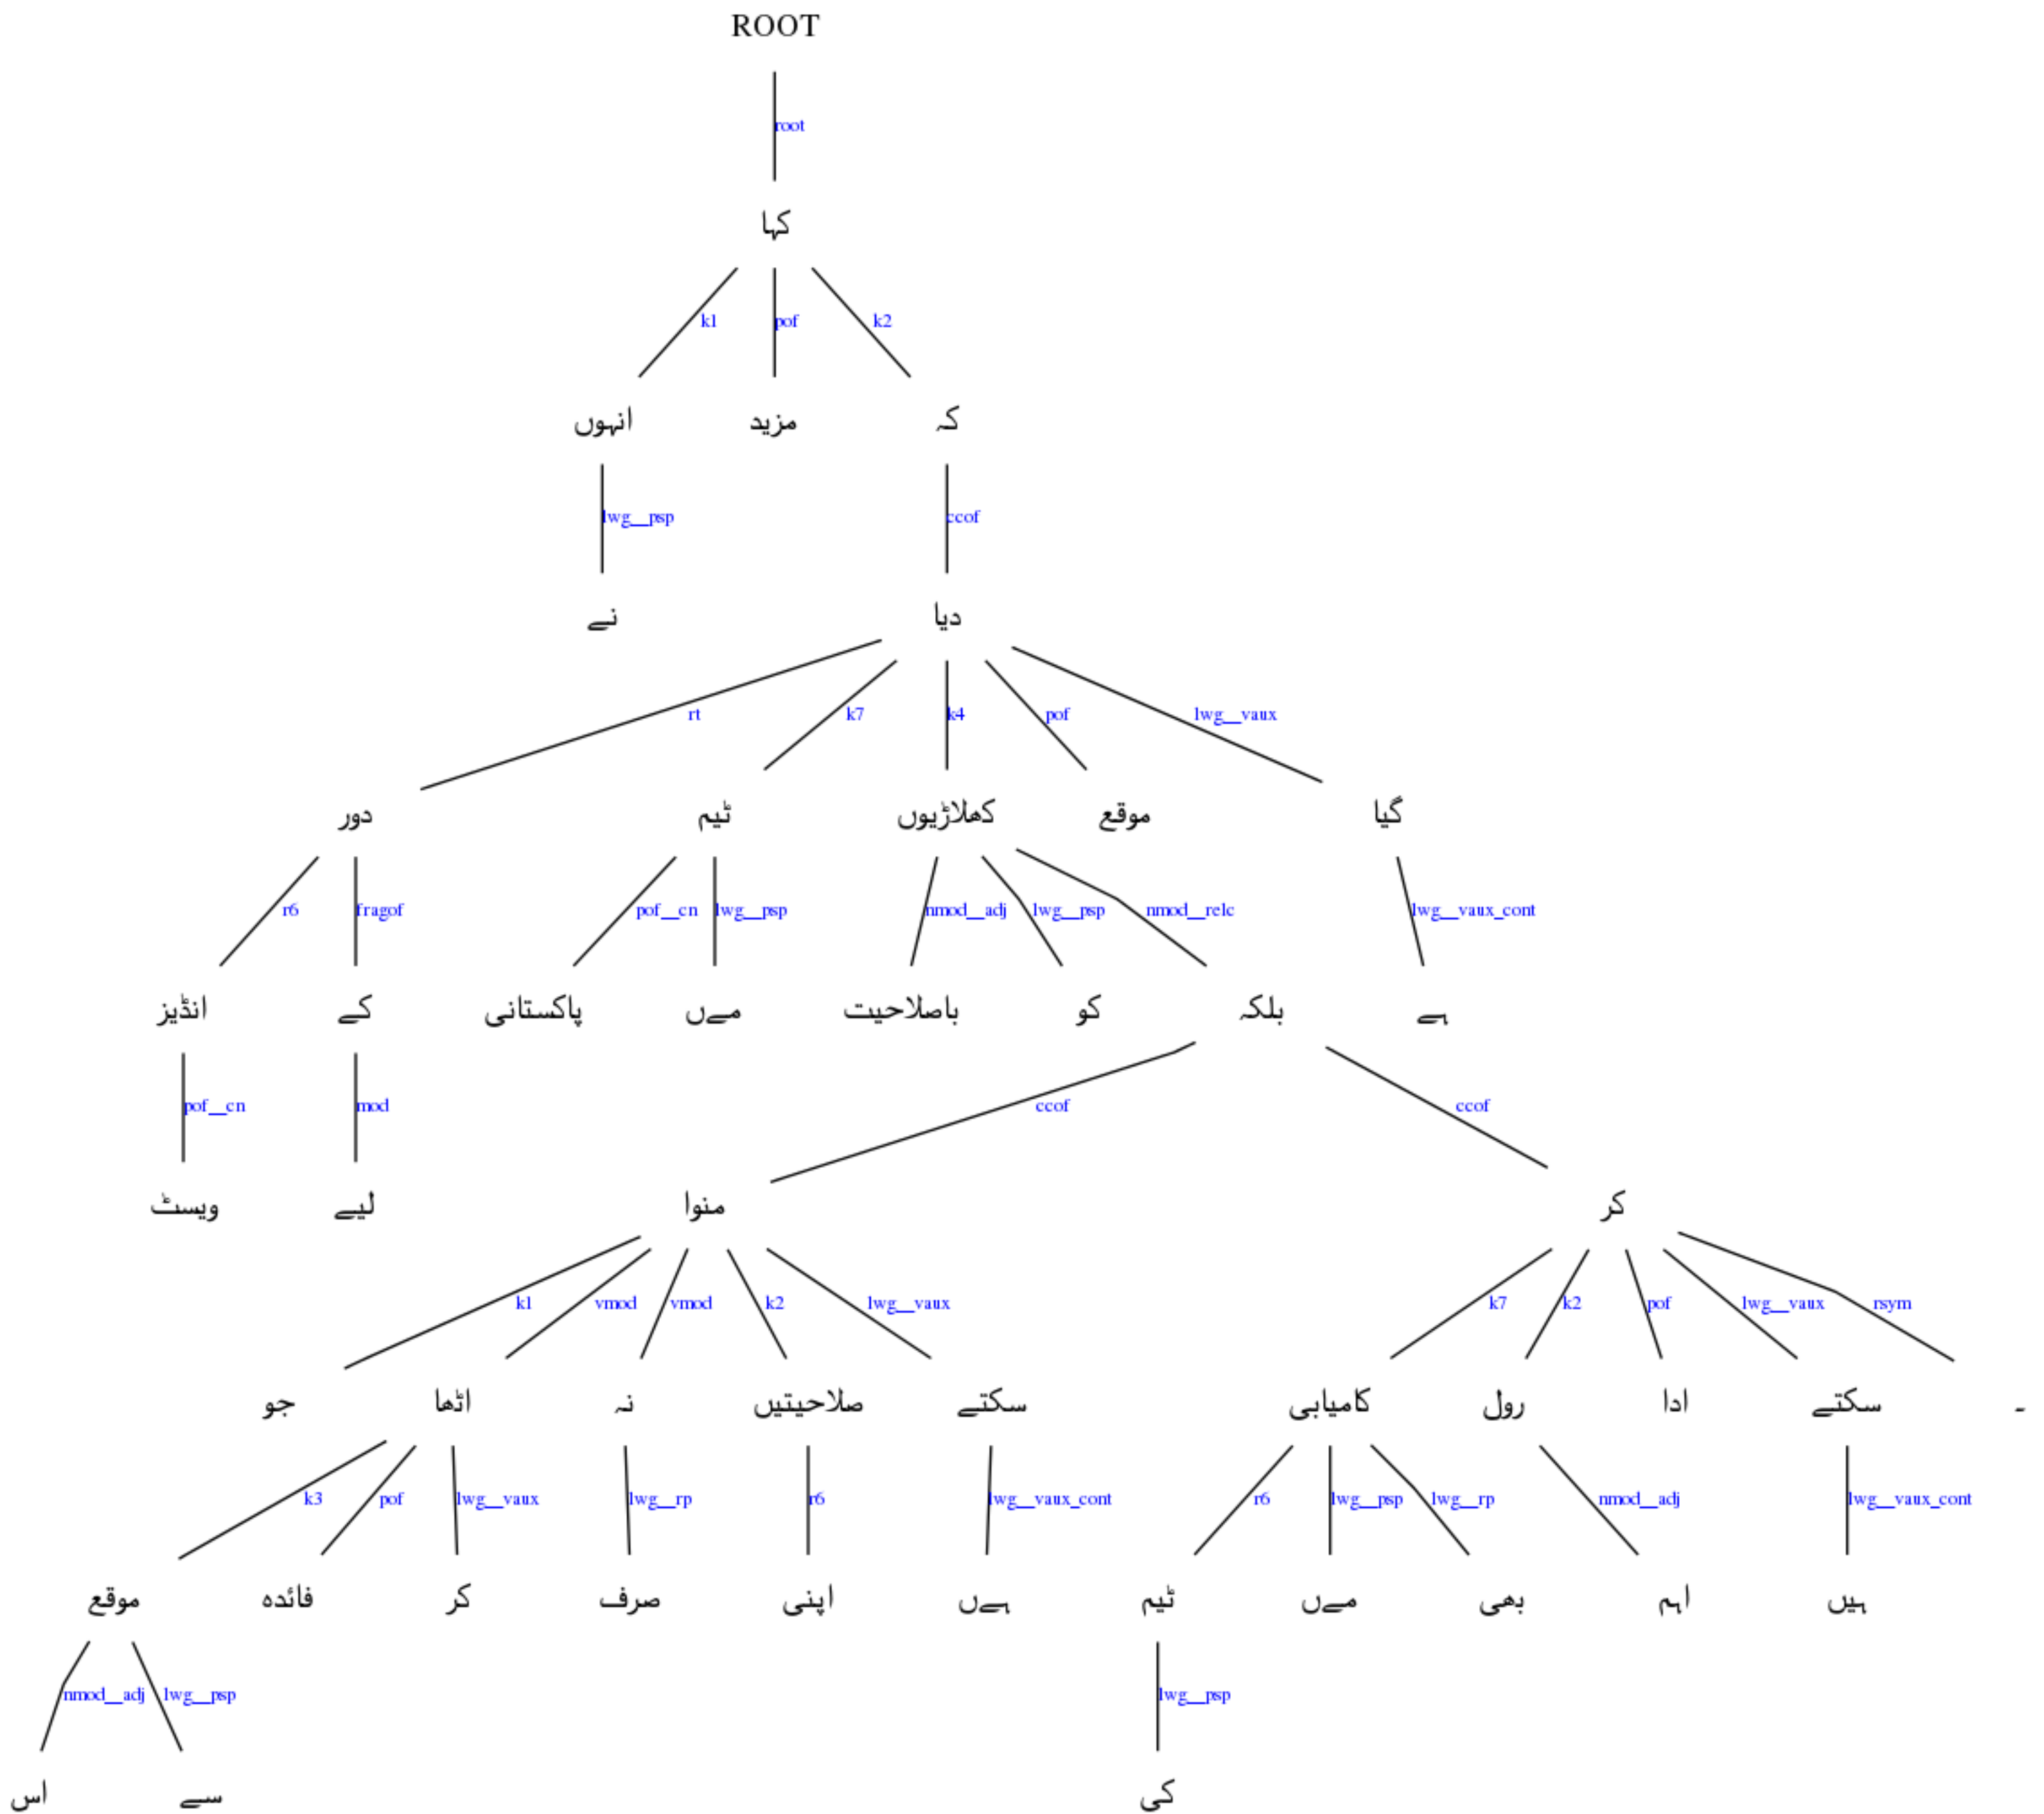 ROOT
root
کہا
k1 pof k2
انہوں مزید کہ
lwg__psp ccof
نے دیا
rt k7 k4 pof lwg__vaux
دور ٹیم کھلاڑیوں موقع گیا
r6 fragof pof__cn lwg__psp nmod__adj lwg__psp nmod__relc lwg__vaux_cont
انڈیز کے پاکستانی مےں باصلاحیت کو بلکہ ہے
pof__cn mod ccof ccof
ویسٹ لیے منوا کر
k1 vmod vmod k2 lwg__vaux k7 k2 pof lwg__vaux rsym
جو اٹھا نہ صلاحیتیں سکتے کامیابی رول ادا سکتے ۔
k3 pof lwg__vaux lwg__rp r6 lwg__vaux_cont r6 lwg__psp lwg__rp nmod__adj lwg__vaux_cont
موقع فائدہ کر صرف اپنی ہےں ٹیم مےں بھی اہم ہیں
nmod__adj lwg__psp lwg__psp
اس سے کی